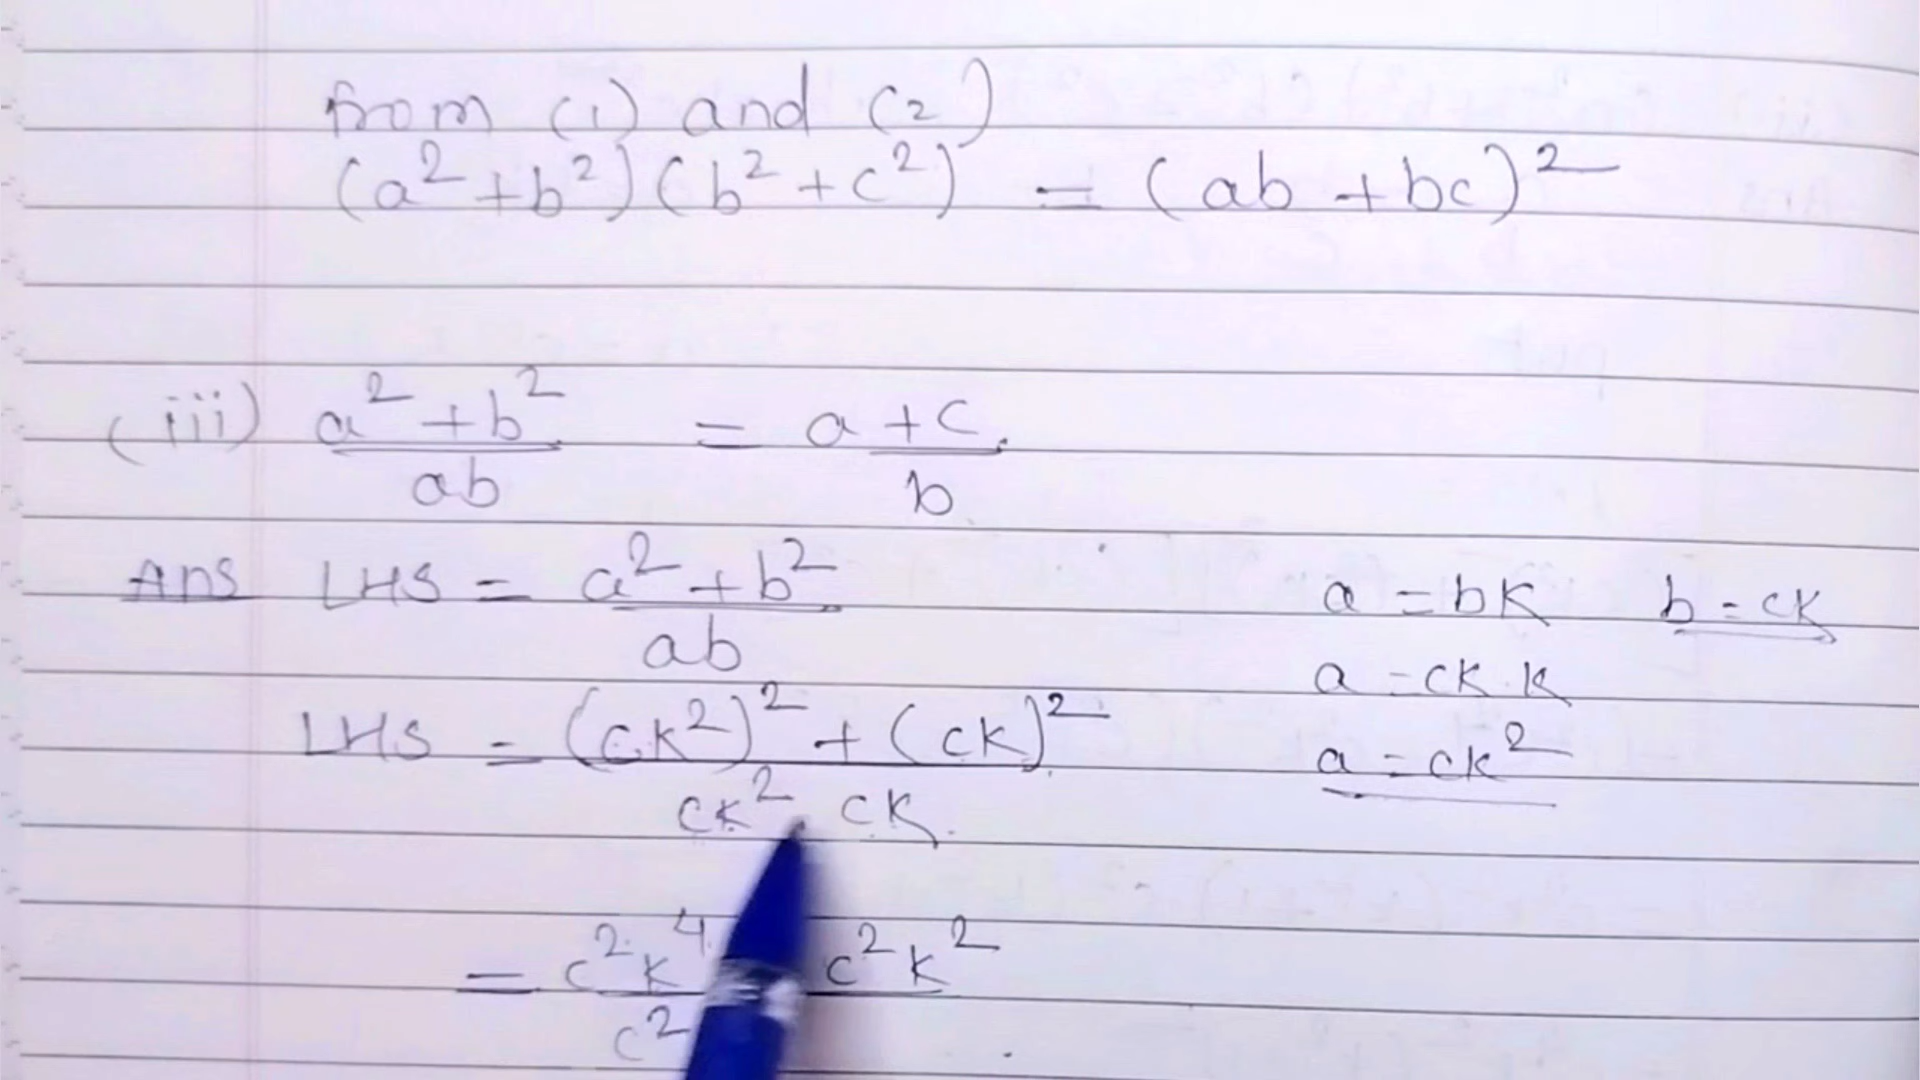 from (1) and (2)
(a²+b²)(b²+c²) = (ab+bc)²
(iii) a²+b² = a+c.
ab b
Ans LHS = a²+b² a=bk b=ck
ab a=ck.k
LHS = (ck²)²+(ck)² a=ck²
ck². ck.
= c²k⁴ c²k²
c²